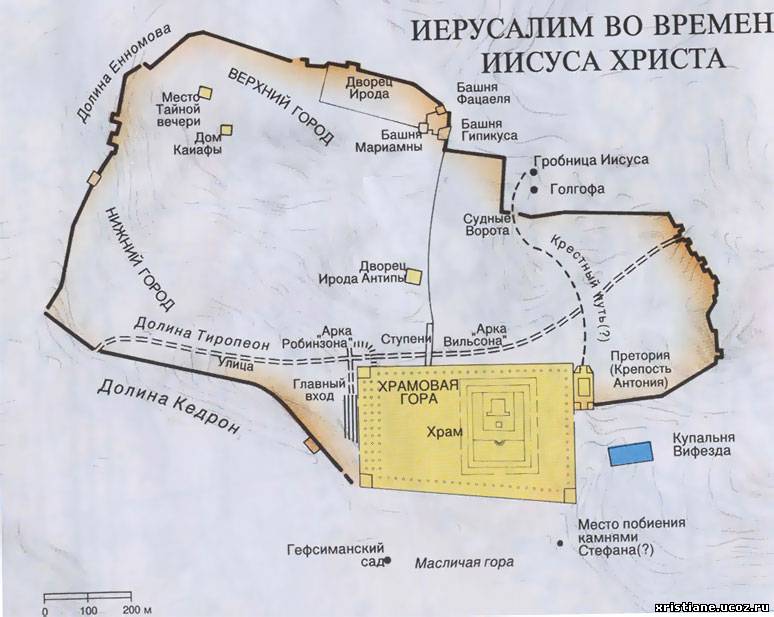 ИЕРУСАЛИМ ВО ВРЕМЕН
ИИСУСА ХРИСТА
Долина Енномова
Место
Тайной
вечери
ВЕРХНИЙ ГОРОД
Дом
Каиафы
Дворец
Ирода
Башня
Фацаеля
Башня
Мариамны
Башня
Гипикуса
Гробница Иисуса
Голгофа
Судные
Ворота
Крестный путь(?)
НИЖНИЙ ГОРОД
Дворец
Ирода Антипы
Долина Тиропеон
Улица
„Арка
Робинзона"
Ступени
„Арка
Вильсона"
Претория
(Крепость
Антония)
Главный
вход
ХРАМОВАЯ
ГОРА
Храм
Долина Кедрон
Купальня
Вифезда
Место побиения
камнями
Стефана(?)
Гефсиманский
сад
Масличая гора
0 100 200 м
xristiane.ucoz.ru